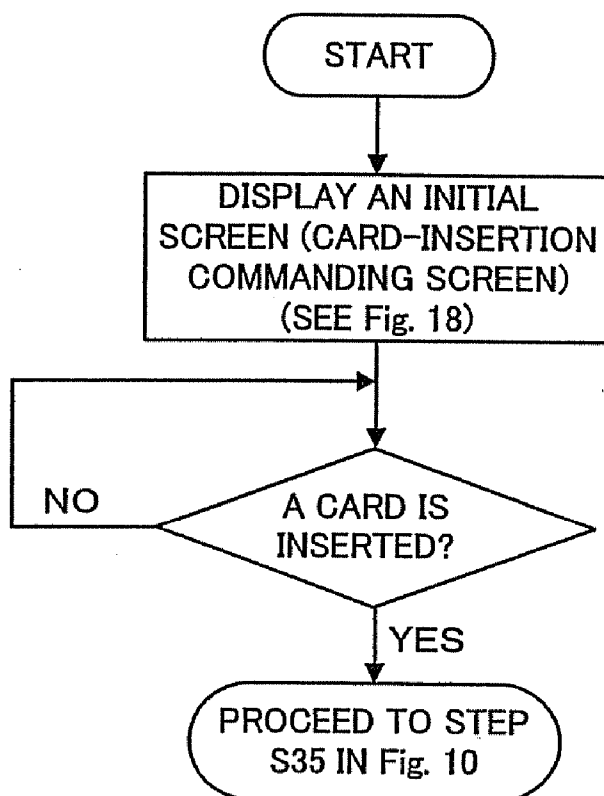 START
DISPLAY AN INITIAL
SCREEN (CARD-INSERTION
COMMANDING SCREEN)
(SEE Fig. 18)
NO
A CARD IS
INSERTED?
YES
PROCEED TO STEP
S35 IN Fig. 10